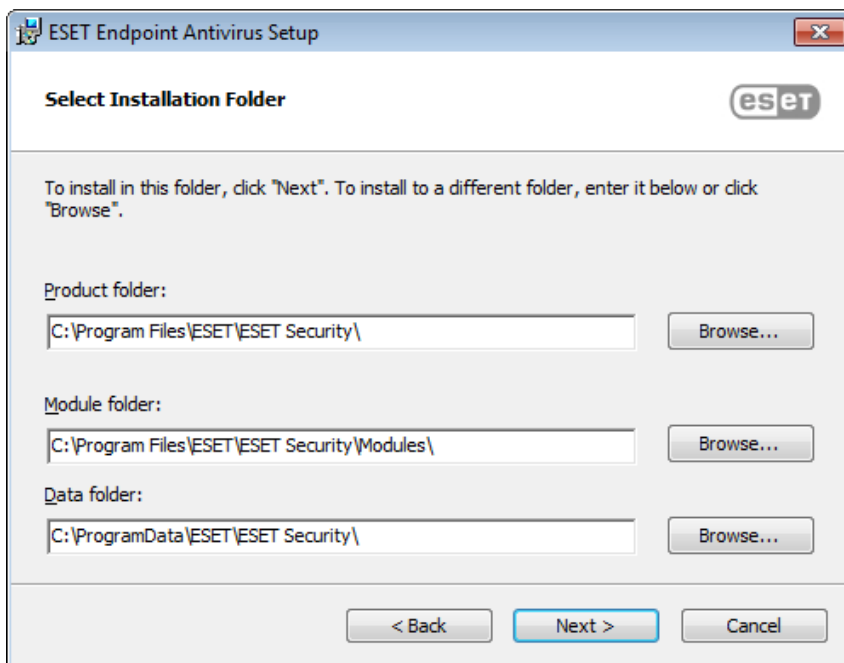 ESET Endpoint Antivirus Setup
Select Installation Folder
eset
To install in this folder, click "Next". To install to a different folder, enter it below or click
"Browse".
Product folder:
C:\Program Files\ESET\ESET Security\
Browse...
Module folder:
C:\Program Files\ESET\ESET Security\Modules\
Browse...
Data folder:
C:\ProgramData\ESET\ESET Security\
Browse...
< Back
Next >
Cancel